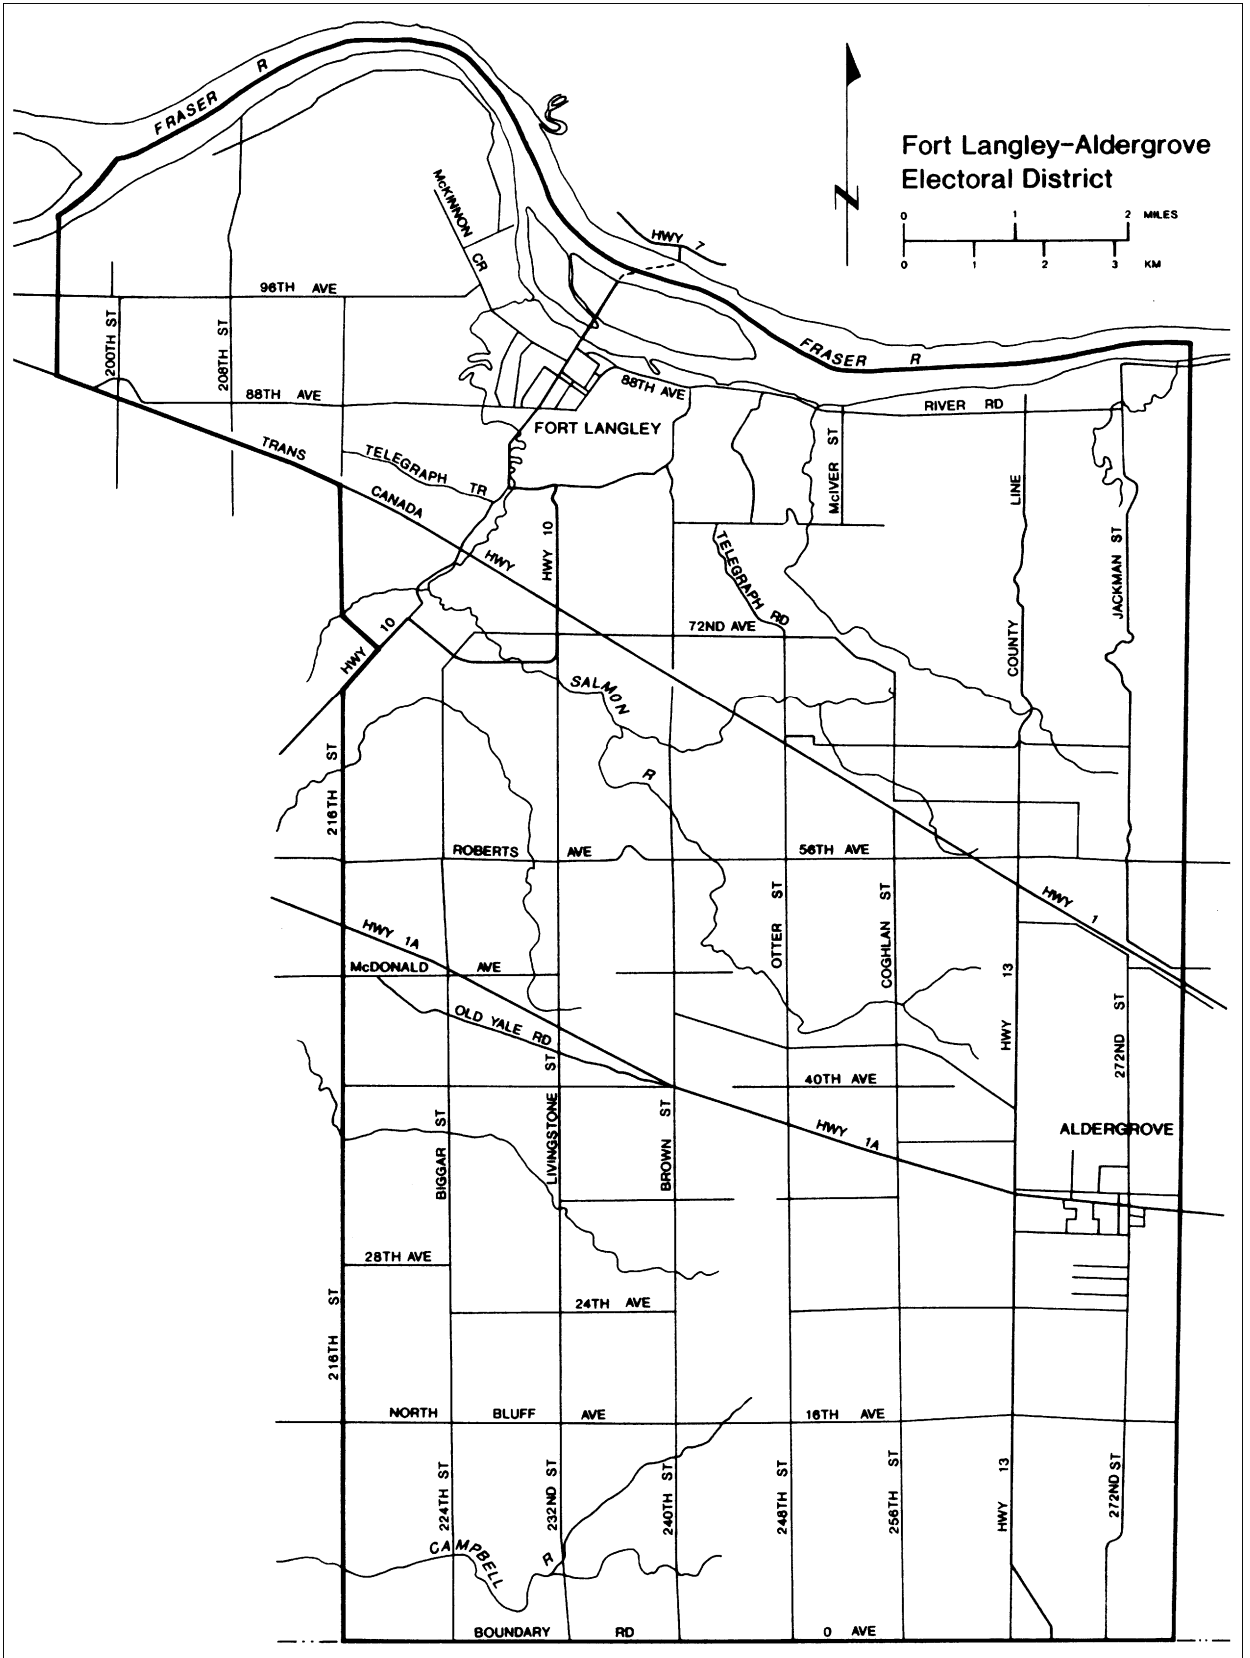 FRASER R
Fort Langley-Aldergrove
Electoral District
0 1 2 MILES
0 1 2 3 KM
N
McKINNON CR
HWY 7
96TH AVE
200TH ST
208TH ST
FRASER R
88TH AVE
88TH AVE
RIVER RD
FORT LANGLEY
TRANS CANADA HWY
TELEGRAPH TR
McIVER ST
COUNTY LINE
JACKMAN ST
HWY 10
TELEGRAPH RD
72ND AVE
HWY 10
SALMON R
216TH ST
ROBERTS AVE
56TH AVE
OTTER ST
COGHLAN ST
HWY 1
HWY 1A
McDONALD AVE
HWY 13
OLD YALE RD
272ND ST
40TH AVE
BIGGAR ST
LIVINGSTONE ST
BROWN ST
HWY 1A
ALDERGROVE
28TH AVE
24TH AVE
216TH ST
NORTH BLUFF AVE
16TH AVE
224TH ST
232ND ST
240TH ST
248TH ST
256TH ST
HWY 13
272ND ST
CAMPBELL R
BOUNDARY RD
0 AVE